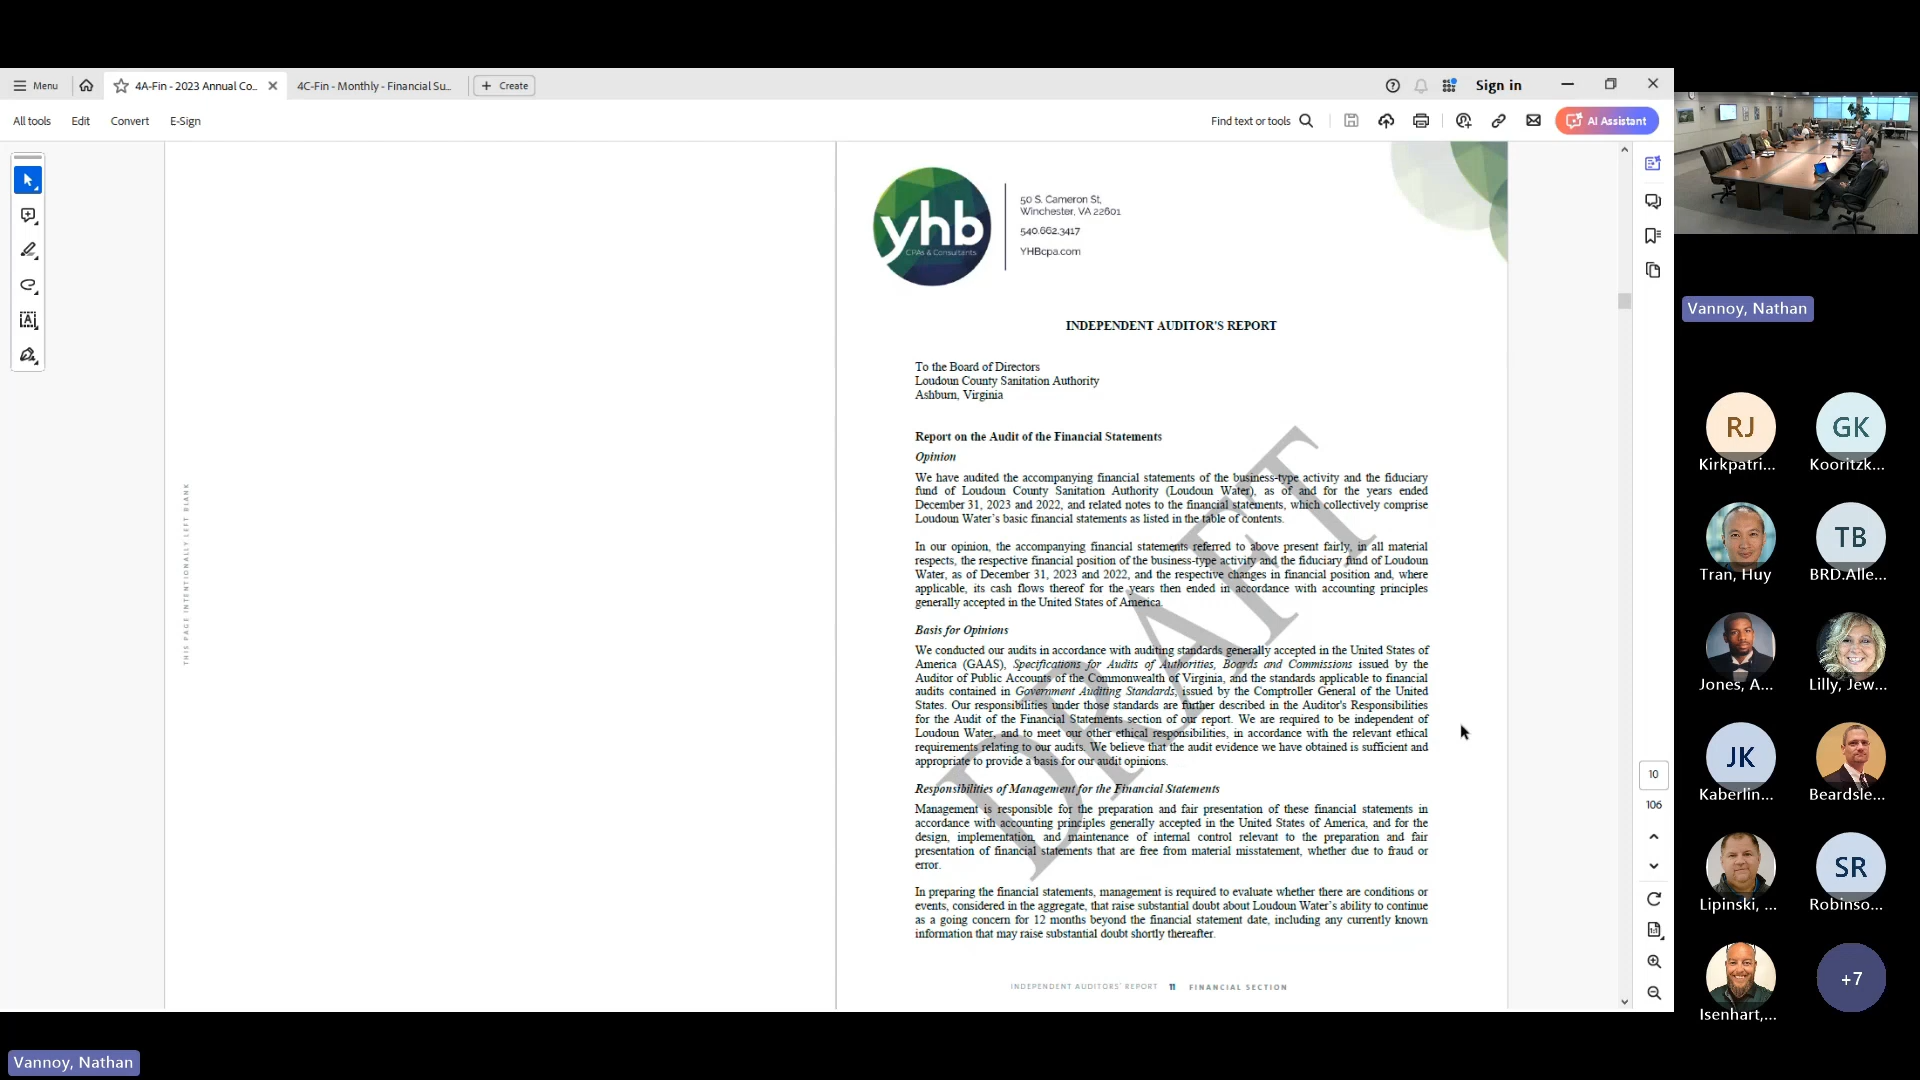 Menu
4A-Fin - 2023 Annual Co...
4C-Fin - Monthly - Financial Su...
Create
Sign in
All tools
Edit
Convert
E-Sign
Find text or tools
AI Assistant
THIS PAGE INTENTIONALLY LEFT BLANK
yhb
CPAs & Consultants
50 S. Cameron St,
Winchester, VA 22601
540.662.3417
YHBcpa.com
INDEPENDENT AUDITOR'S REPORT
To the Board of Directors
Loudoun County Sanitation Authority
Ashburn, Virginia
Report on the Audit of the Financial Statements
Opinion
We have audited the accompanying financial statements of the business-type activity and the fiduciary
fund of Loudoun County Sanitation Authority (Loudoun Water), as of and for the years ended
December 31, 2023 and 2022, and related notes to the financial statements, which collectively comprise
Loudoun Water's basic financial statements as listed in the table of contents.
In our opinion, the accompanying financial statements referred to above present fairly, in all material
respects, the respective financial position of the business-type activity and the fiduciary fund of Loudoun
Water, as of December 31, 2023 and 2022, and the respective changes in financial position and, where
applicable, its cash flows thereof for the years then ended in accordance with accounting principles
generally accepted in the United States of America.
Basis for Opinions
We conducted our audits in accordance with auditing standards generally accepted in the United States of
America (GAAS), Specifications for Audits of Authorities, Boards and Commissions issued by the
Auditor of Public Accounts of the Commonwealth of Virginia, and the standards applicable to financial
audits contained in Government Auditing Standards, issued by the Comptroller General of the United
States. Our responsibilities under those standards are further described in the Auditor's Responsibilities
for the Audit of the Financial Statements section of our report. We are required to be independent of
Loudoun Water, and to meet our other ethical responsibilities, in accordance with the relevant ethical
requirements relating to our audits. We believe that the audit evidence we have obtained is sufficient and
appropriate to provide a basis for our audit opinions.
Responsibilities of Management for the Financial Statements
Management is responsible for the preparation and fair presentation of these financial statements in
accordance with accounting principles generally accepted in the United States of America, and for the
design, implementation, and maintenance of internal control relevant to the preparation and fair
presentation of financial statements that are free from material misstatement, whether due to fraud or
error.
In preparing the financial statements, management is required to evaluate whether there are conditions or
events, considered in the aggregate, that raise substantial doubt about Loudoun Water's ability to continue
as a going concern for 12 months beyond the financial statement date, including any currently known
information that may raise substantial doubt shortly thereafter.
INDEPENDENT AUDITORS' REPORT 11 FINANCIAL SECTION
DRAFT
10
106
Vannoy, Nathan
RJ
Kirkpatri...
GK
Kooritzk...
Tran, Huy
TB
BRD.Alle...
Jones, A...
Lilly, Jew...
JK
Kaberlin...
Beardsle...
Lipinski, ...
SR
Robinso...
Isenhart,...
+7
Vannoy, Nathan